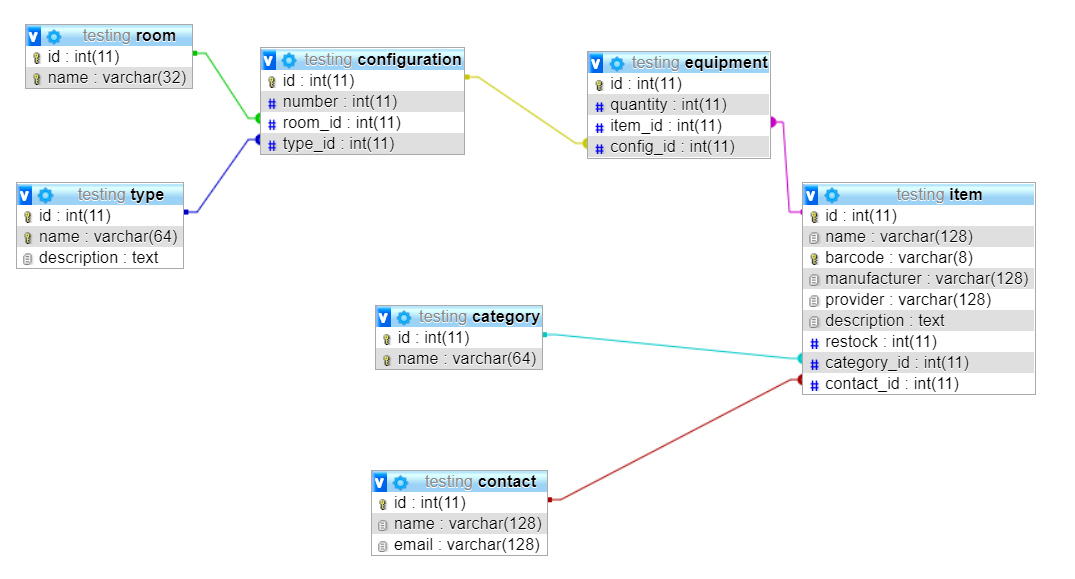 testing room
id : int(11)
name : varchar(32)
testing configuration
id : int(11)
# number : int(11)
# room_id : int(11)
# type_id : int(11)
testing equipment
id : int(11)
# quantity : int(11)
# item_id : int(11)
# config_id : int(11)
testing type
id : int(11)
name : varchar(64)
description : text
testing item
id : int(11)
name : varchar(128)
barcode : varchar(8)
manufacturer : varchar(128)
provider : varchar(128)
description : text
# restock : int(11)
# category_id : int(11)
# contact_id : int(11)
testing category
id : int(11)
name : varchar(64)
testing contact
id : int(11)
name : varchar(128)
email : varchar(128)